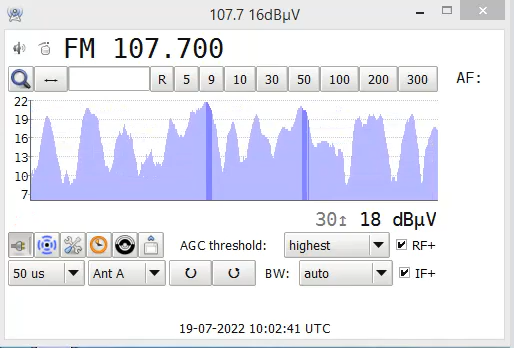 107.7 16dBµV
FM 107.700
↔ R 5 9 10 30 50 100 200 300 AF:
22
19
16
13
10
7
30↥ 18 dBµV
AGC threshold: highest RF+
50 us Ant A ↻ ↺ BW: auto IF+
19-07-2022 10:02:41 UTC